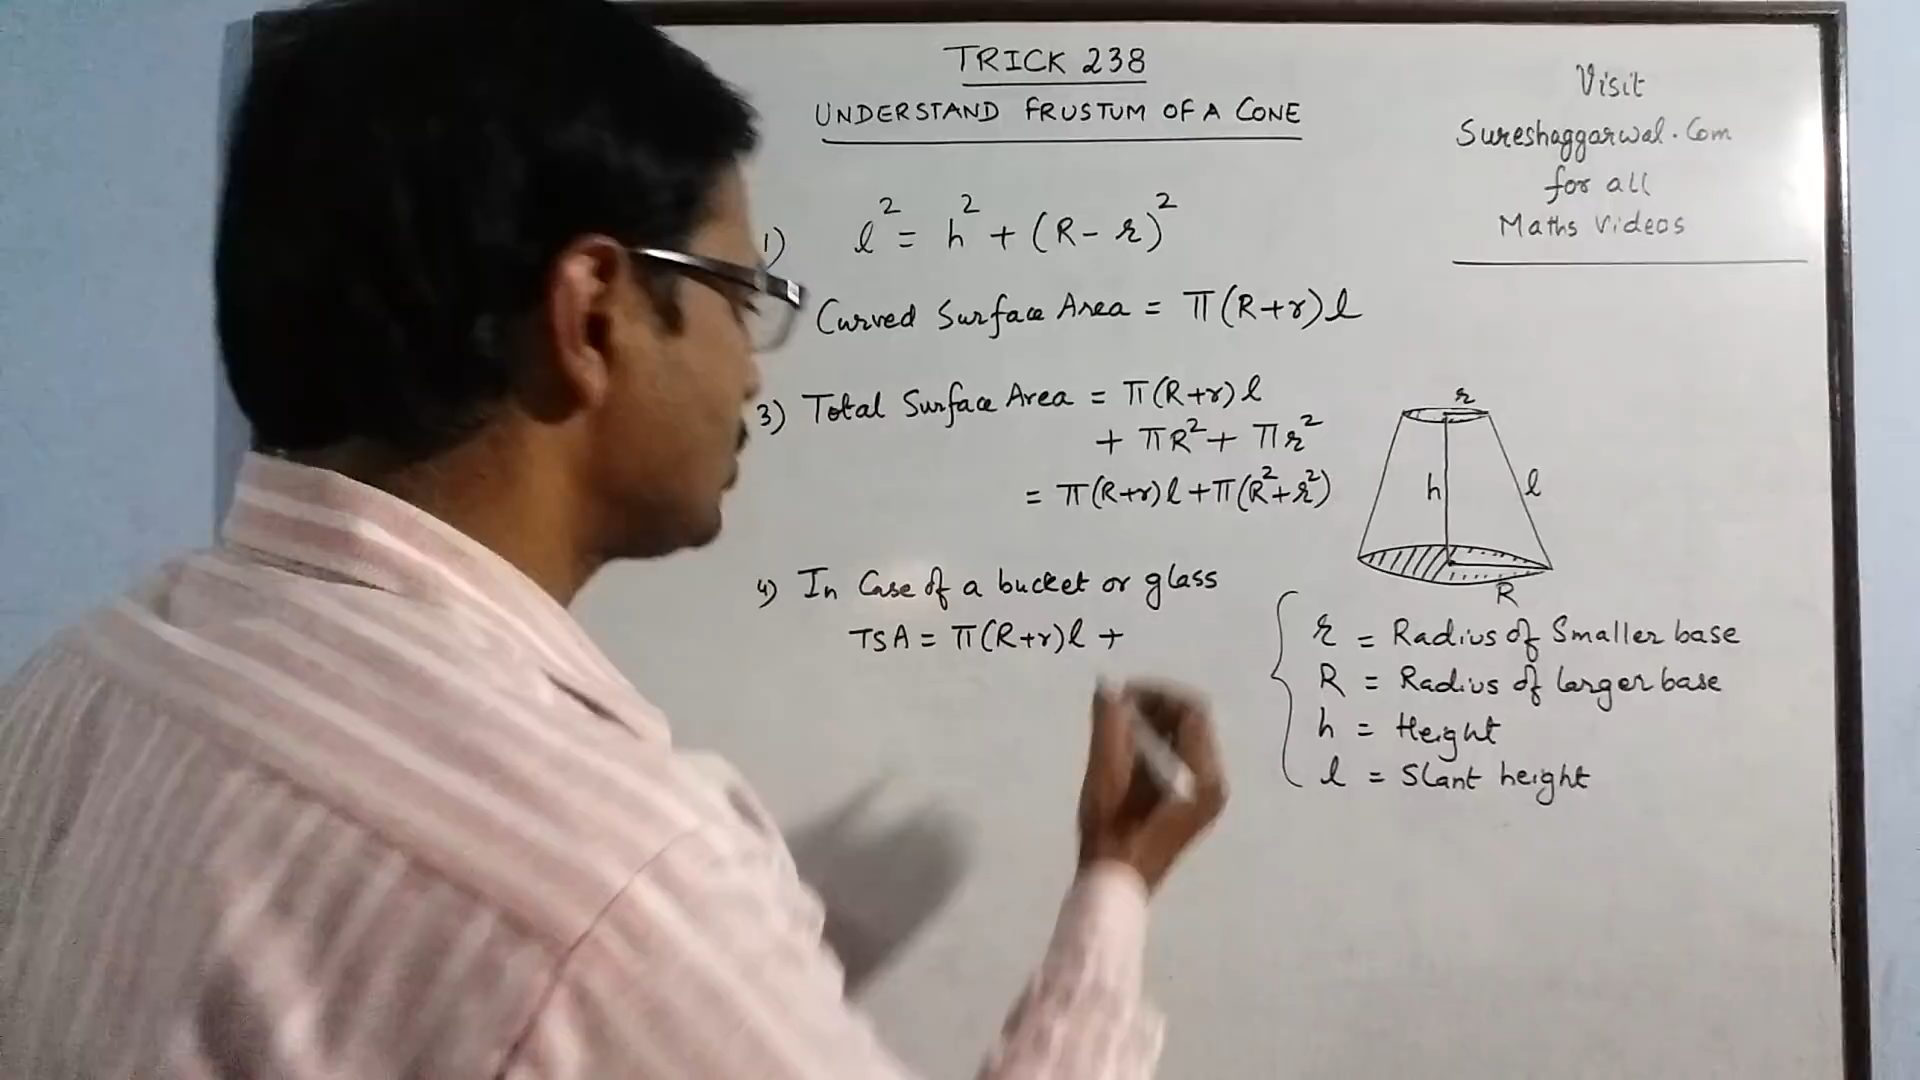 TRICK 238
UNDERSTAND FRUSTUM OF A CONE
Visit
Sureshaggarwal.Com
for all
Maths Videos
1) l² = h² + (R - r)²
Curved Surface Area = π(R+r)l
3) Total Surface Area = π(R+r)l
+ πR² + πr²
= π(R+r)l + π(R²+r²)
4) In Case of a bucket or glass
TSA = π(R+r)l +
r
h
l
R
r = Radius of Smaller base
R = Radius of larger base
h = Height
l = Slant height